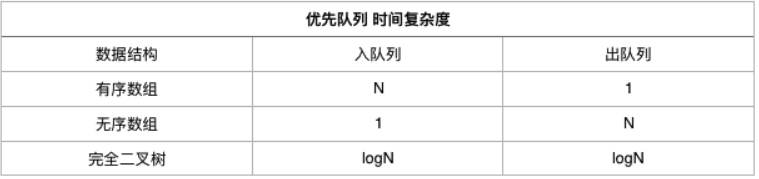 优先队列 时间复杂度
数据结构 入队列 出队列
有序数组 N 1
无序数组 1 N
完全二叉树 logN logN